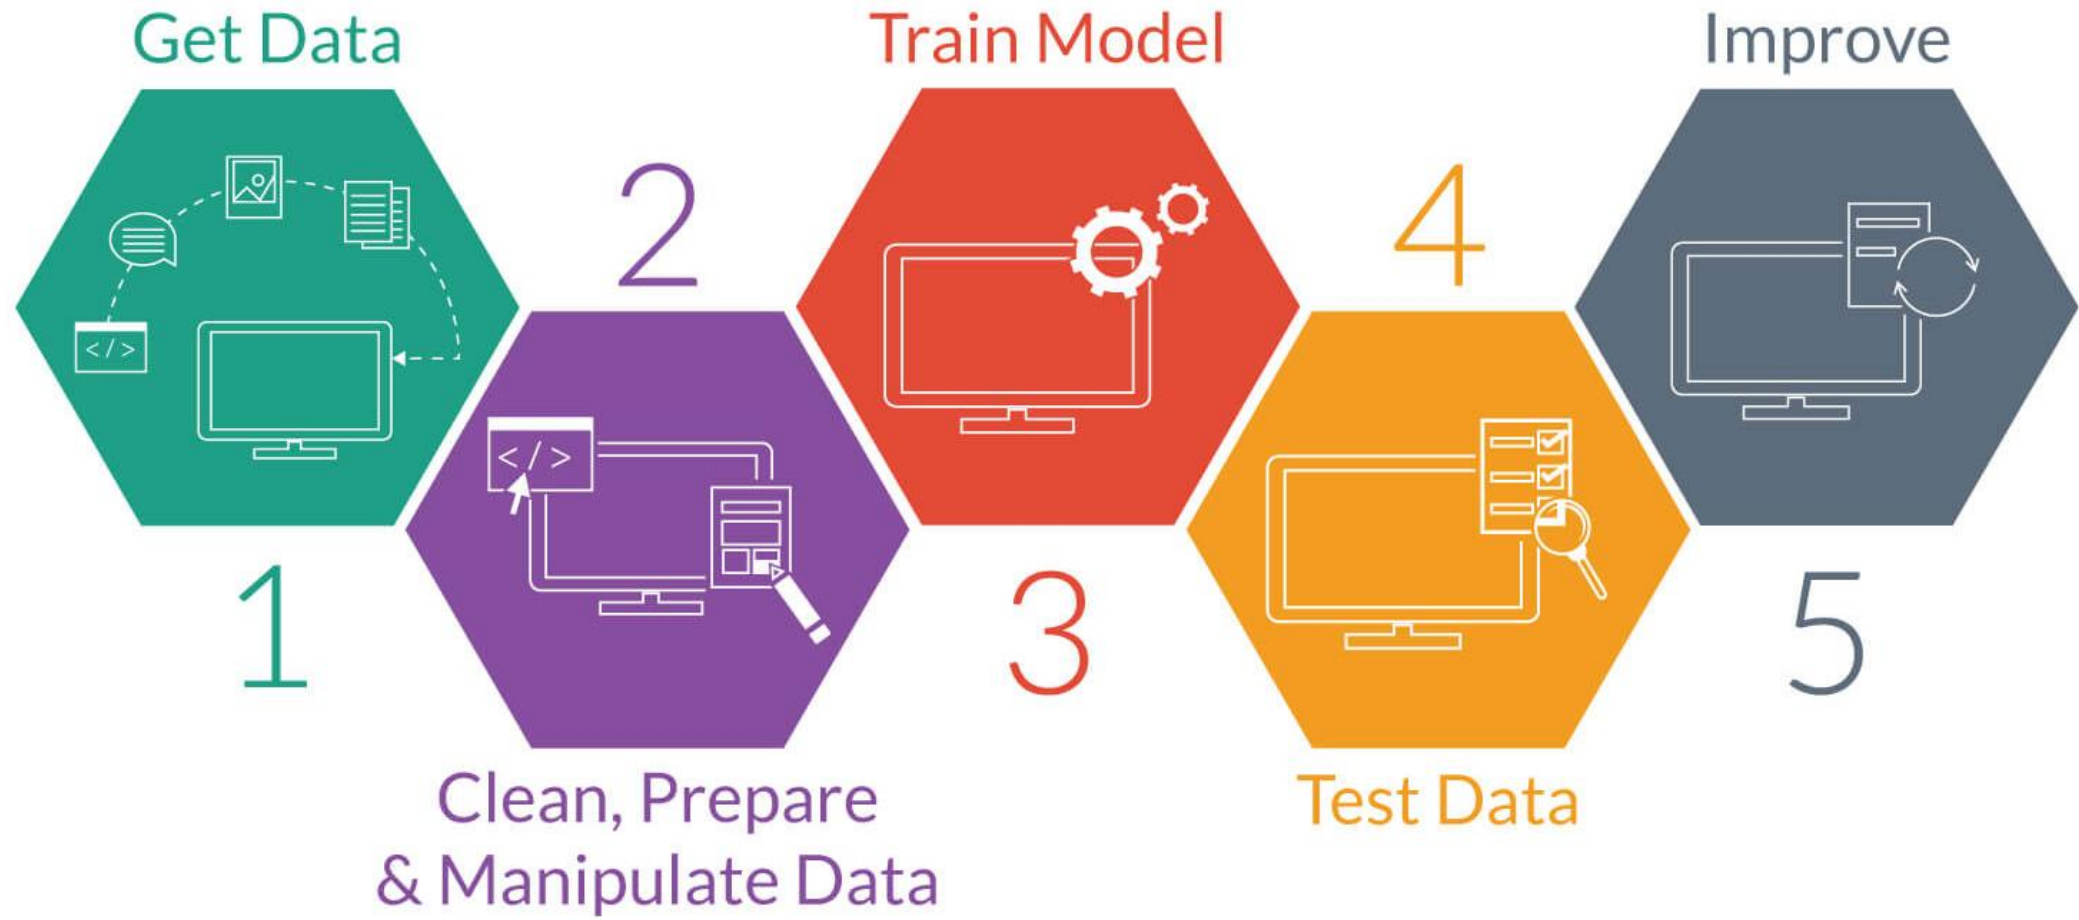 Get Data
1
</>
2
</>
Clean, Prepare
& Manipulate Data
Train Model
3
4
Test Data
Improve
5